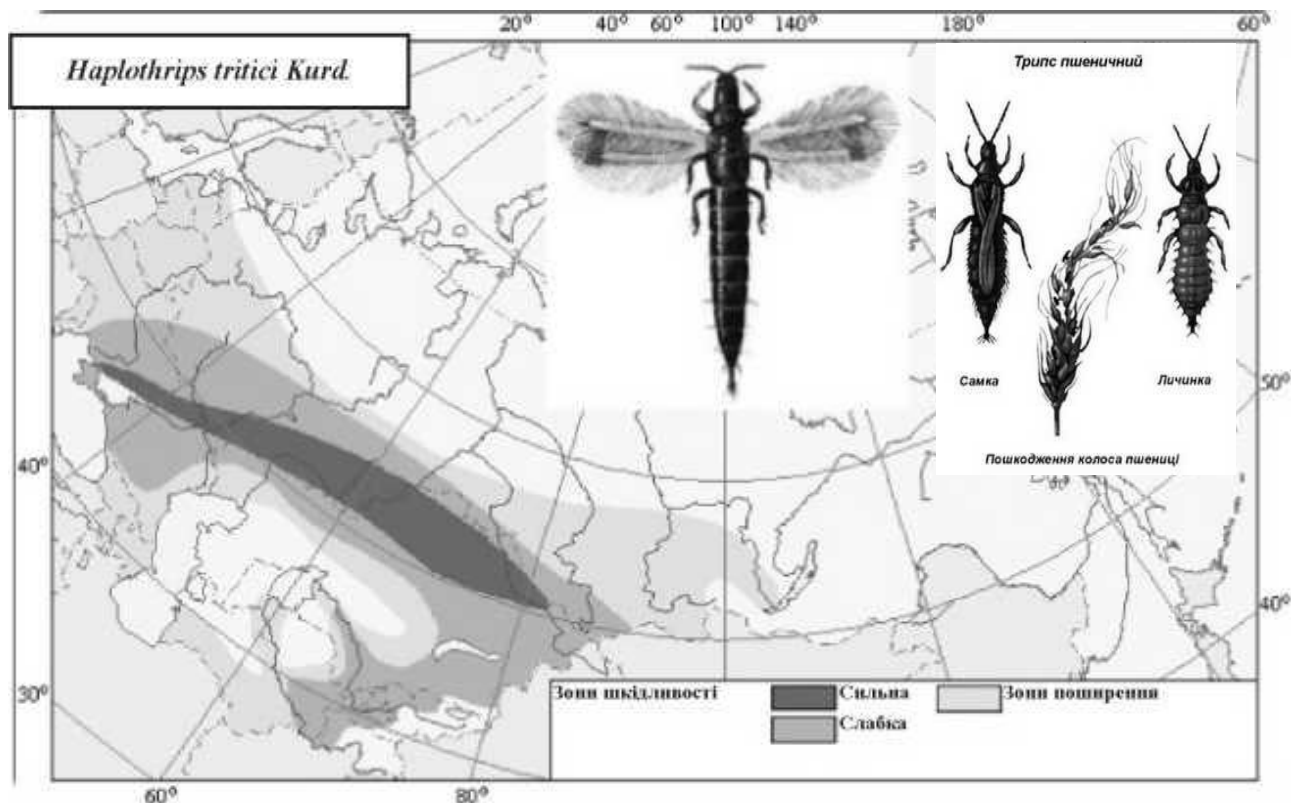 20° 40° 60° 100° 140° 180° 60°
Haplothrips tritici Kurd.
Трипс пшеничний
Самка
Личинка
50°
Пошкодження колоса пшениці
40°
40°
30°
Зони шкідливості
Сильна
Зони поширення
Слабка
60° 80°